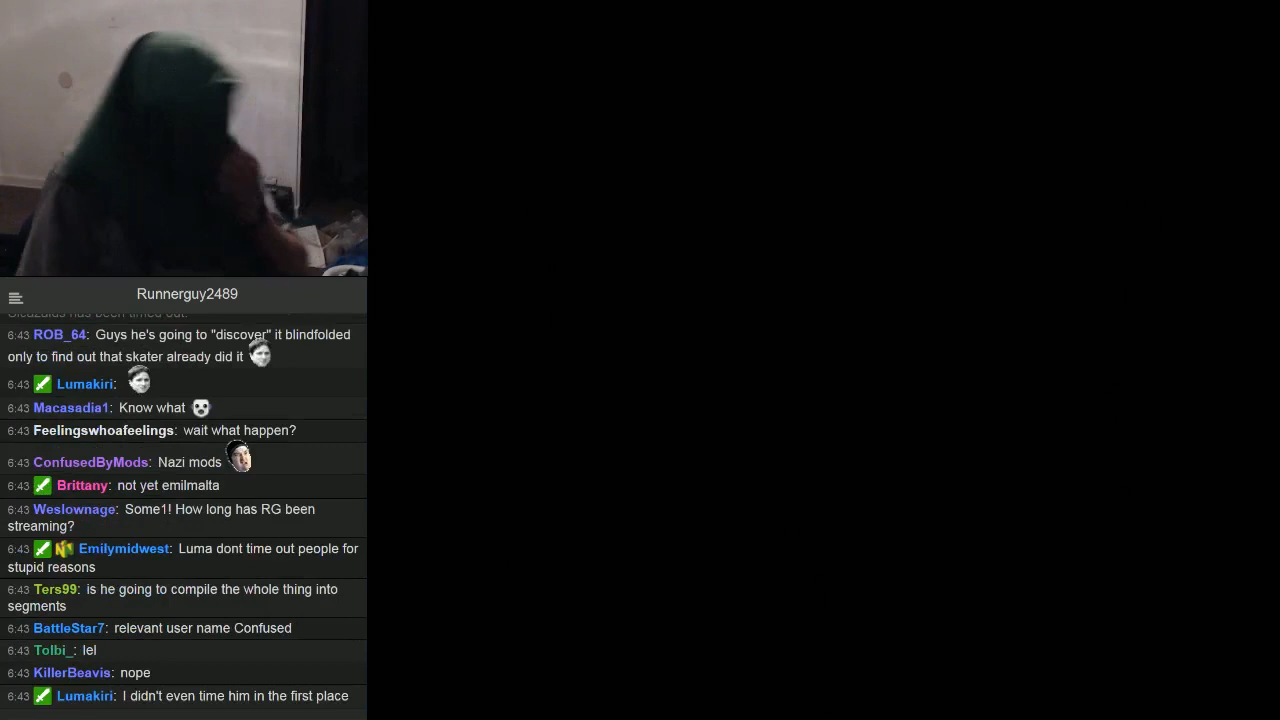 Runnerguy2489
has been timed out.
6:43 ROB_64: Guys he's going to "discover" it blindfolded
only to find out that skater already did it
6:43 Lumakiri:
6:43 Macasadia1: Know what
6:43 Feelingswhoafeelings: wait what happen?
6:43 ConfusedByMods: Nazi mods
6:43 Brittany: not yet emilmalta
6:43 Weslownage: Some1! How long has RG been
streaming?
6:43 Emilymidwest: Luma dont time out people for
stupid reasons
6:43 Ters99: is he going to compile the whole thing into
segments
6:43 BattleStar7: relevant user name Confused
6:43 Tolbi_: lel
6:43 KillerBeavis: nope
6:43 Lumakiri: I didn't even time him in the first place